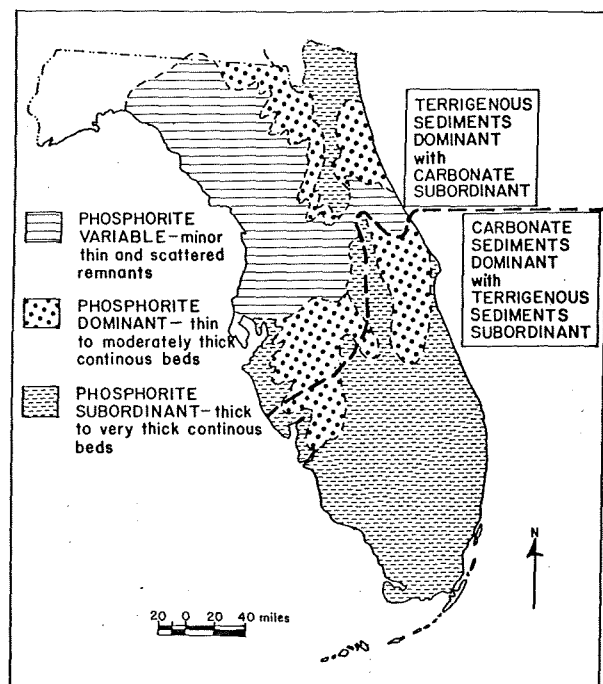 TERRIGENOUS
SEDIMENTS
DOMINANT
with
CARBONATE
SUBORDINANT
CARBONATE
SEDIMENTS
DOMINANT
with
TERRIGENOUS
SEDIMENTS
SUBORDINANT
PHOSPHORITE
VARIABLE—minor
thin and scattered
remnants
PHOSPHORITE
DOMINANT— thin
to moderately thick
continous beds
PHOSPHORITE
SUBORDINANT—thick
to very thick continous
beds
N
20 0 20 40 miles